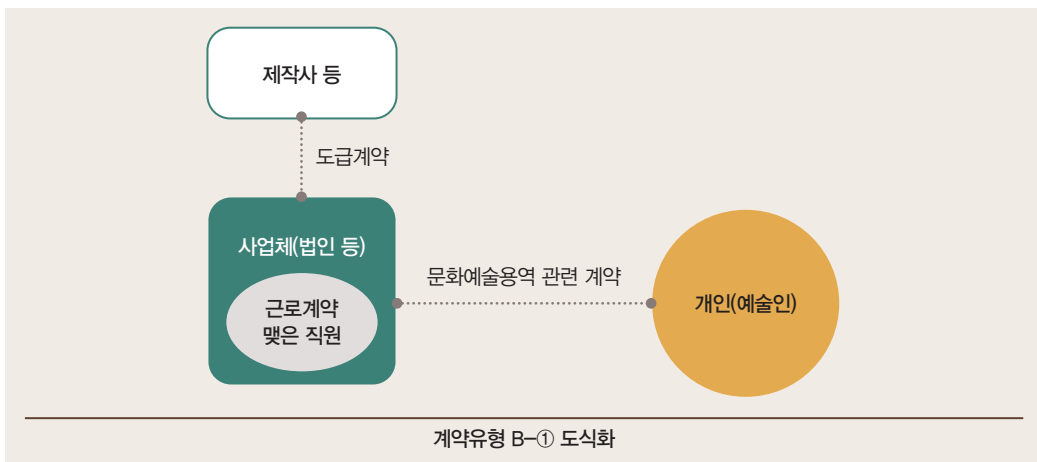 제작사 등
도급계약
사업체(법인 등)
근로계약
맺은 직원
문화예술용역 관련 계약
개인(예술인)
계약유형 B-① 도식화